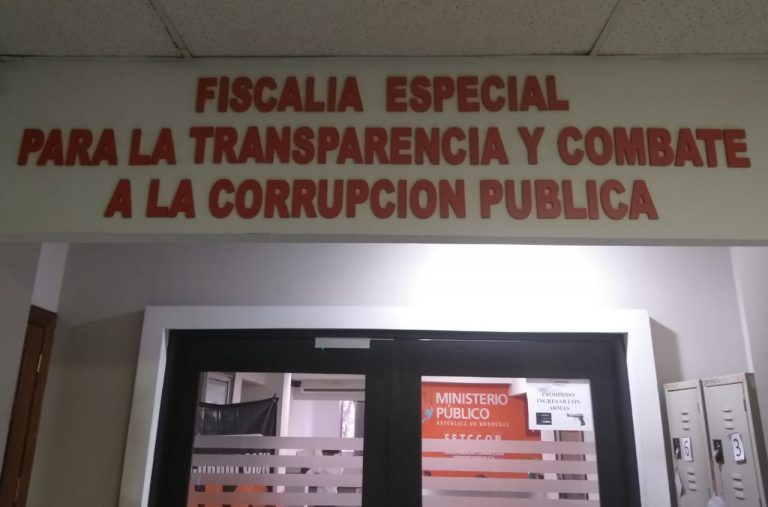 FISCALIA ESPECIAL
PARA LA TRANSPARENCIA Y COMBATE
A LA CORRUPCION PUBLICA
MINISTERIO
PÚBLICO
REPÚBLICA DE HONDURAS
FETCCOP
PROHIBIDO
INGRESAR CON
ARMAS
6
3